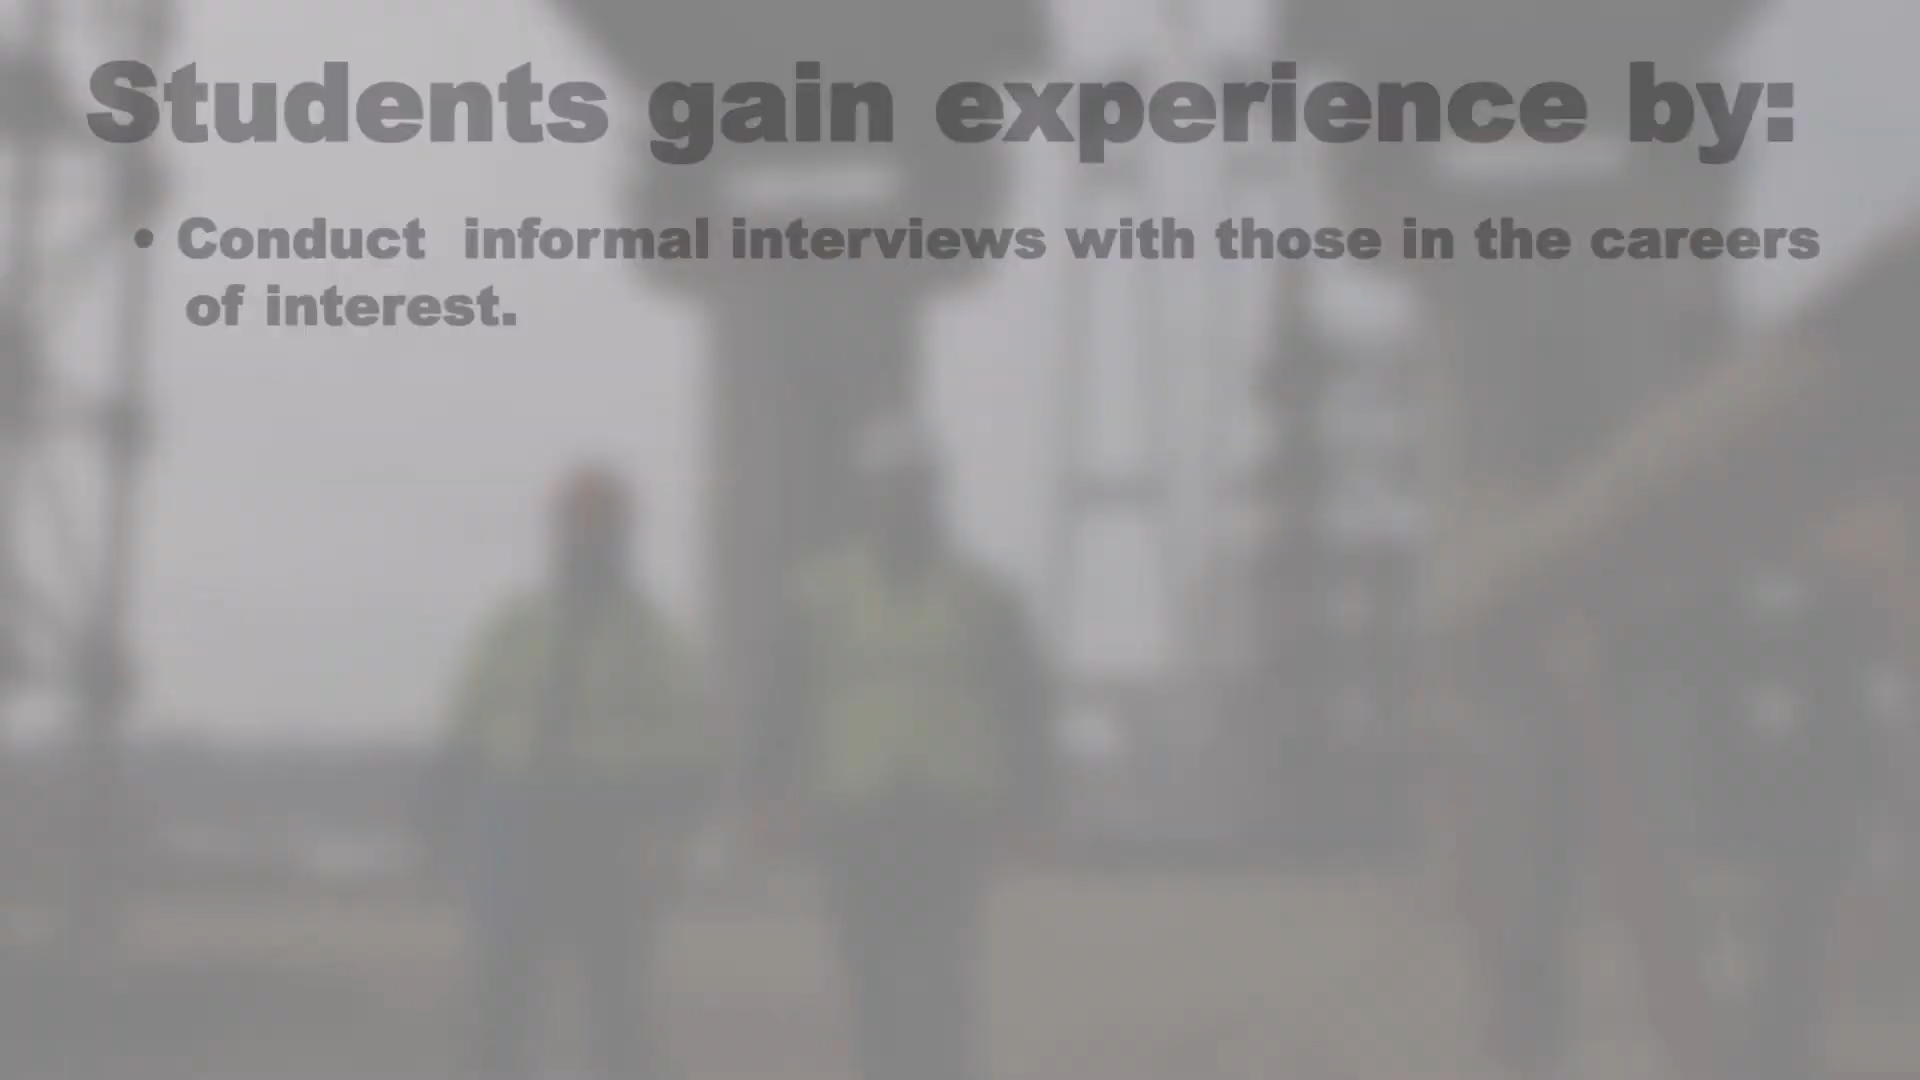 Students gain experience by:
• Conduct  informal interviews with those in the careers
of interest.